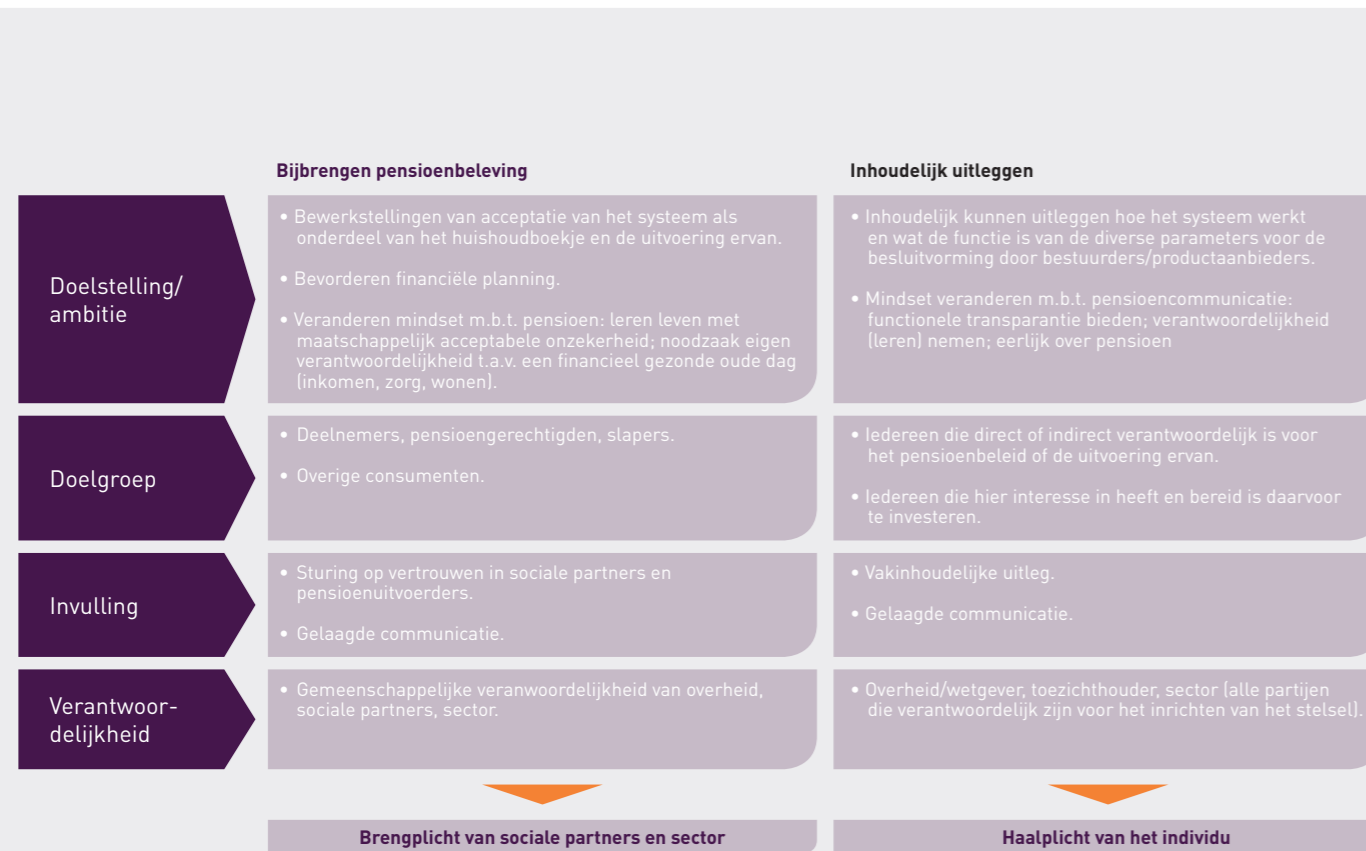 Bijbrengen pensioenbeleving
Inhoudelijk uitleggen
Doelstelling/
ambitie
• Bewerkstellingen van acceptatie van het systeem als
onderdeel van het huishoudboekje en de uitvoering ervan.
• Bevorderen financiële planning.
• Veranderen mindset m.b.t. pensioen: leren leven met
maatschappelijk acceptabele onzekerheid; noodzaak eigen
verantwoordelijkheid t.a.v. een financieel gezonde oude dag
(inkomen, zorg, wonen).
• Inhoudelijk kunnen uitleggen hoe het systeem werkt
en wat de functie is van de diverse parameters voor de
besluitvorming door bestuurders/productaanbieders.
• Mindset veranderen m.b.t. pensioencommunicatie:
functionele transparantie bieden; verantwoordelijkheid
(leren) nemen; eerlijk over pensioen
Doelgroep
• Deelnemers, pensioengerechtigden, slapers.
• Overige consumenten.
• Iedereen die direct of indirect verantwoordelijk is voor
het pensioenbeleid of de uitvoering ervan.
• Iedereen die hier interesse in heeft en bereid is daarvoor
te investeren.
Invulling
• Sturing op vertrouwen in sociale partners en
pensioenuitvoerders.
• Gelaagde communicatie.
• Vakinhoudelijke uitleg.
• Gelaagde communicatie.
Verantwoor-
delijkheid
• Gemeenschappelijke veranwoordelijkheid van overheid,
sociale partners, sector.
• Overheid/wetgever, toezichthouder, sector (alle partijen
die verantwoordelijk zijn voor het inrichten van het stelsel).
Brengplicht van sociale partners en sector
Haalplicht van het individu